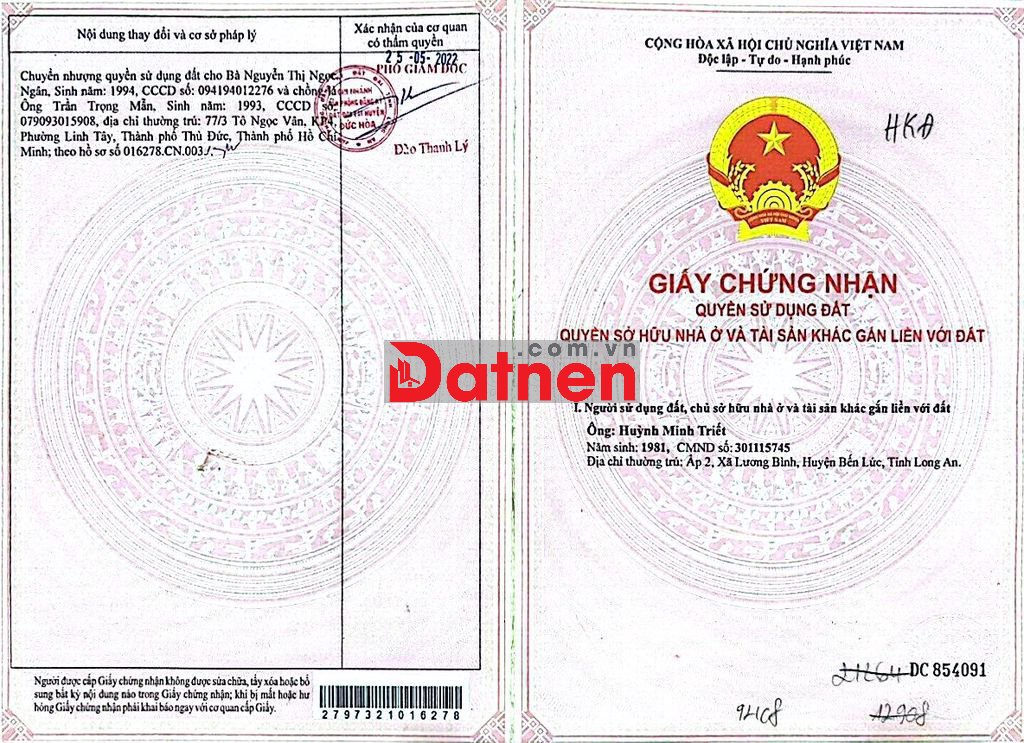 Nội dung thay đổi và cơ sở pháp lý
Xác nhận của cơ quan
có thẩm quyền
25-05-2022
PHÓ GIÁM ĐỐC
Chuyển nhượng quyền sử dụng đất cho Bà Nguyễn Thị Ngọc
Ngân, Sinh năm: 1994, CCCD số: 094194012276 và chồng là
Ông Trần Trọng Mẫn, Sinh năm: 1993, CCCD số:
079093015908, địa chỉ thường trú: 77/3 Tô Ngọc Vân, KP4,
Phường Linh Tây, Thành phố Thủ Đức, Thành phố Hồ Chí
Minh; theo hồ sơ số 016278.CN.003
CHI NHÁNH
ĐỨC HÒA
Đào Thanh Lý
Người được cấp Giấy chứng nhận không được sửa chữa, tẩy xóa hoặc bổ
sung bất kỳ nội dung nào trong Giấy chứng nhận; khi bị mất hoặc hư
hỏng Giấy chứng nhận phải khai báo ngay với cơ quan cấp Giấy.
2797321016278
CỘNG HÒA XÃ HỘI CHỦ NGHĨA VIỆT NAM
Độc lập - Tự do - Hạnh phúc
HKĐ
VIỆT NAM
GIẤY CHỨNG NHẬN
QUYỀN SỬ DỤNG ĐẤT
QUYỀN SỞ HỮU NHÀ Ở VÀ TÀI SẢN KHÁC GẮN LIỀN VỚI ĐẤT
.com.vn
Datnen
I. Người sử dụng đất, chủ sở hữu nhà ở và tài sản khác gắn liền với đất
Ông: Huỳnh Minh Triết
Năm sinh: 1981, CMND số: 301115745
Địa chỉ thường trú: Ấp 2, Xã Lương Bình, Huyện Bến Lức, Tỉnh Long An.
DC 854091
12908